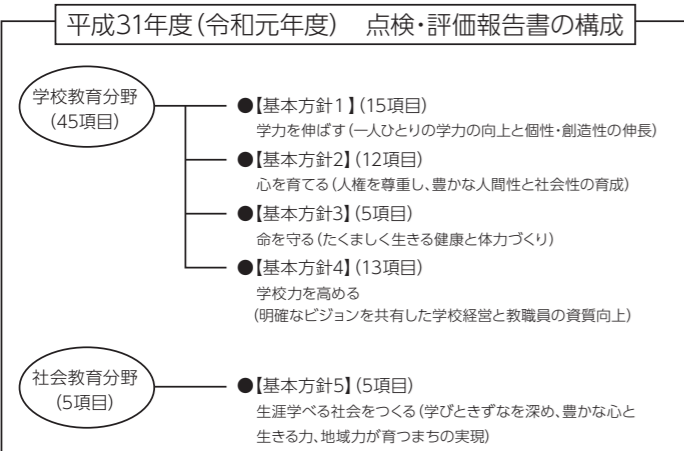 平成31年度(令和元年度)　点検・評価報告書の構成
学校教育分野
(45項目)
●【基本方針1】(15項目)
学力を伸ばす(一人ひとりの学力の向上と個性・創造性の伸長)
●【基本方針2】(12項目)
心を育てる(人権を尊重し、豊かな人間性と社会性の育成)
●【基本方針3】(5項目)
命を守る(たくましく生きる健康と体力づくり)
●【基本方針4】(13項目)
学校力を高める
(明確なビジョンを共有した学校経営と教職員の資質向上)
社会教育分野
(5項目)
●【基本方針5】(5項目)
生涯学べる社会をつくる(学びときずなを深め、豊かな心と
生きる力、地域力が育つまちの実現)